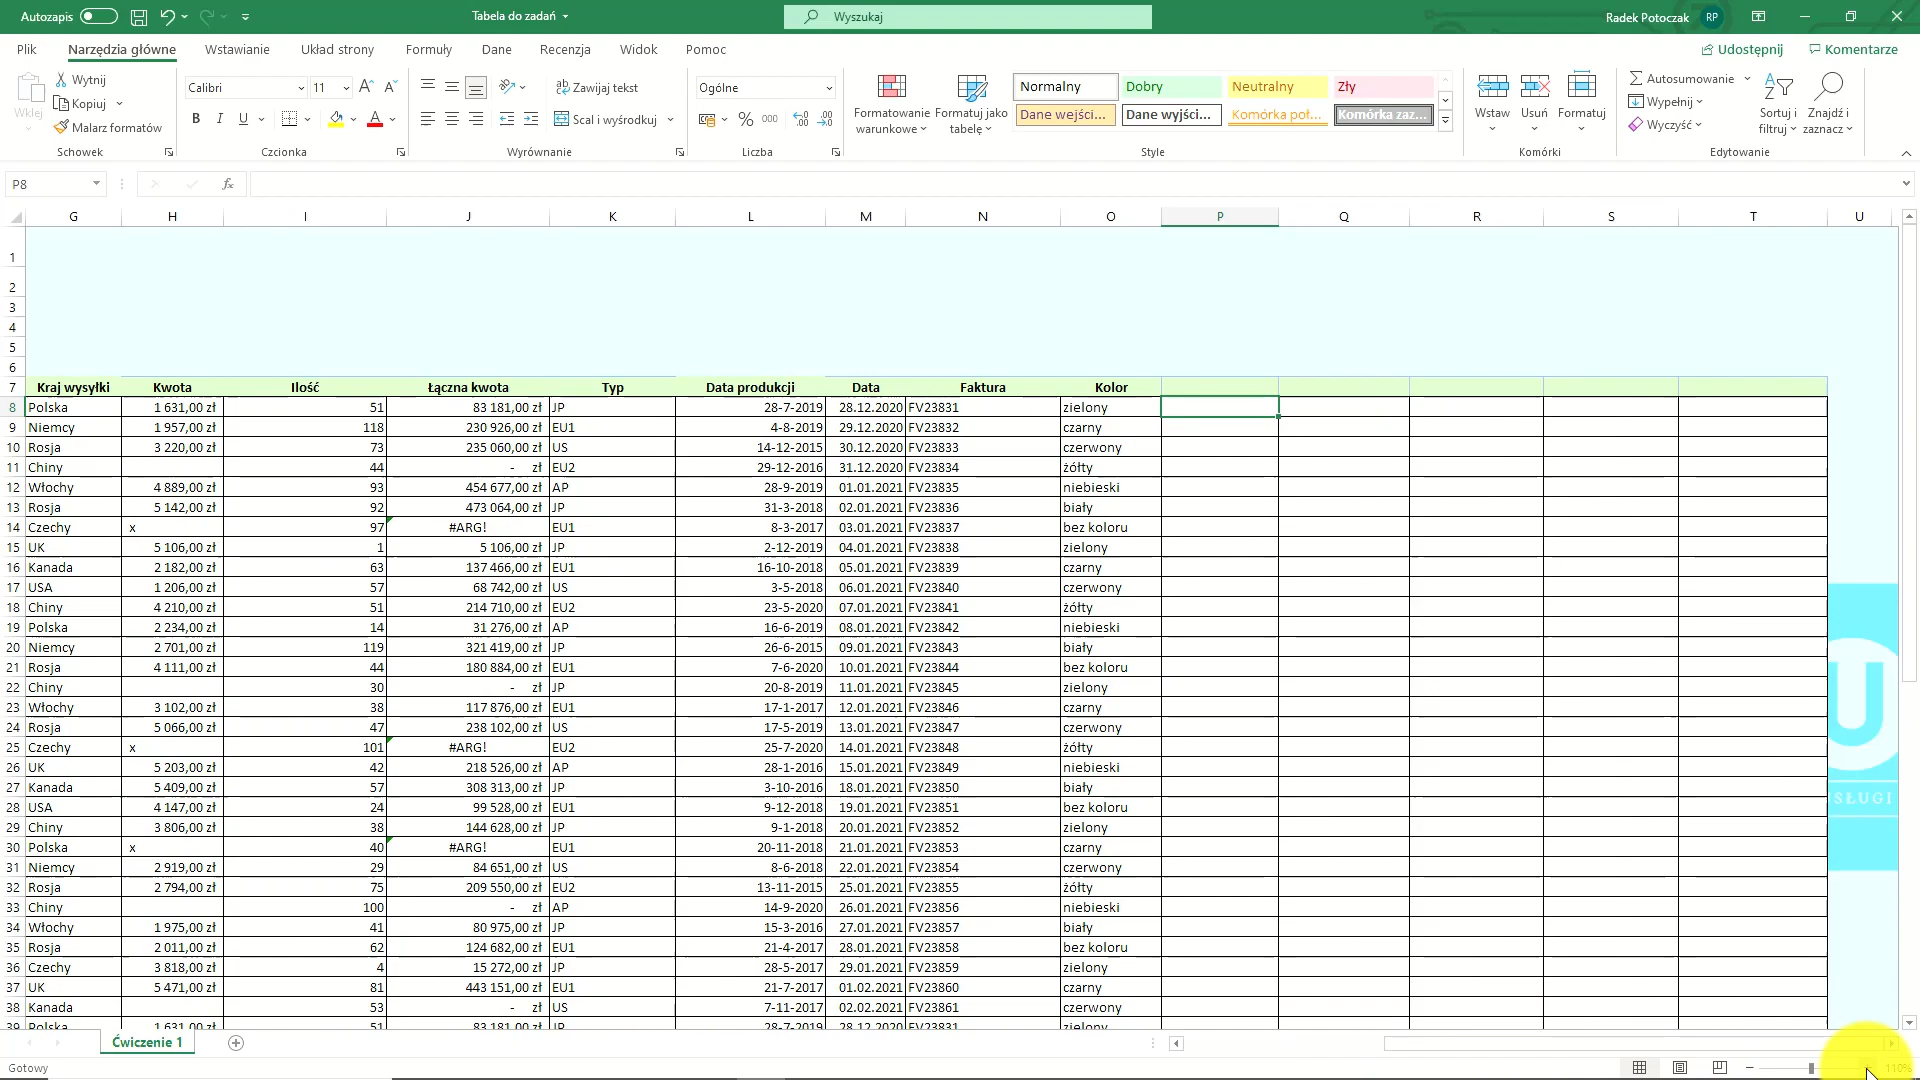 Autozapis
Tabela do zadań
Wyszukaj
Radek Potoczak RP
Plik Narzędzia główne Wstawianie Układ strony Formuły Dane Recenzja Widok Pomoc Udostępnij Komentarze
Wklej Wytnij Kopiuj Malarz formatów
Calibri 11
B I U
Zawijaj tekst
Scal i wyśrodkuj
Ogólne
% 000
Formatowanie warunkowe Formatuj jako tabelę
Normalny Dobry Neutralny Zły
Dane wejści... Dane wyjści... Komórka poł... Komórka zaz...
Wstaw Usuń Formatuj
Autosumowanie
Wypełnij
Wyczyść
Sortuj i filtruj Znajdź i zaznacz
Schowek Czcionka Wyrównanie Liczba Style Komórki Edytowanie
P8 fx
G H I J K L M N O P Q R S T U
1
2
3
4
5
6
7 Kraj wysyłki Kwota Ilość Łączna kwota Typ Data produkcji Data Faktura Kolor
8 Polska 1 631,00 zł 51 83 181,00 zł JP 28-7-2019 28.12.2020 FV23831 zielony
9 Niemcy 1 957,00 zł 118 230 926,00 zł EU1 4-8-2019 29.12.2020 FV23832 czarny
10 Rosja 3 220,00 zł 73 235 060,00 zł US 14-12-2015 30.12.2020 FV23833 czerwony
11 Chiny 44 - zł EU2 29-12-2016 31.12.2020 FV23834 żółty
12 Włochy 4 889,00 zł 93 454 677,00 zł AP 28-9-2019 01.01.2021 FV23835 niebieski
13 Rosja 5 142,00 zł 92 473 064,00 zł JP 31-3-2018 02.01.2021 FV23836 biały
14 Czechy x 97 #ARG! EU1 8-3-2017 03.01.2021 FV23837 bez koloru
15 UK 5 106,00 zł 1 5 106,00 zł JP 2-12-2019 04.01.2021 FV23838 zielony
16 Kanada 2 182,00 zł 63 137 466,00 zł EU1 16-10-2018 05.01.2021 FV23839 czarny
17 USA 1 206,00 zł 57 68 742,00 zł US 3-5-2018 06.01.2021 FV23840 czerwony
18 Chiny 4 210,00 zł 51 214 710,00 zł EU2 23-5-2020 07.01.2021 FV23841 żółty
19 Polska 2 234,00 zł 14 31 276,00 zł AP 16-6-2019 08.01.2021 FV23842 niebieski
20 Niemcy 2 701,00 zł 119 321 419,00 zł JP 26-6-2015 09.01.2021 FV23843 biały
21 Rosja 4 111,00 zł 44 180 884,00 zł EU1 7-6-2020 10.01.2021 FV23844 bez koloru
22 Chiny 30 - zł JP 20-8-2019 11.01.2021 FV23845 zielony
23 Włochy 3 102,00 zł 38 117 876,00 zł EU1 17-1-2017 12.01.2021 FV23846 czarny
24 Rosja 5 066,00 zł 47 238 102,00 zł US 17-5-2019 13.01.2021 FV23847 czerwony
25 Czechy x 101 #ARG! EU2 25-7-2020 14.01.2021 FV23848 żółty
26 UK 5 203,00 zł 42 218 526,00 zł AP 28-1-2016 15.01.2021 FV23849 niebieski
27 Kanada 5 409,00 zł 57 308 313,00 zł JP 3-10-2016 18.01.2021 FV23850 biały
28 USA 4 147,00 zł 24 99 528,00 zł EU1 9-12-2018 19.01.2021 FV23851 bez koloru
29 Chiny 3 806,00 zł 38 144 628,00 zł JP 9-1-2018 20.01.2021 FV23852 zielony
30 Polska x 40 #ARG! EU1 20-11-2018 21.01.2021 FV23853 czarny
31 Niemcy 2 919,00 zł 29 84 651,00 zł US 8-6-2018 22.01.2021 FV23854 czerwony
32 Rosja 2 794,00 zł 75 209 550,00 zł EU2 13-11-2015 25.01.2021 FV23855 żółty
33 Chiny 100 - zł AP 14-9-2020 26.01.2021 FV23856 niebieski
34 Włochy 1 975,00 zł 41 80 975,00 zł JP 15-3-2016 27.01.2021 FV23857 biały
35 Rosja 2 011,00 zł 62 124 682,00 zł EU1 21-4-2017 28.01.2021 FV23858 bez koloru
36 Czechy 3 818,00 zł 4 15 272,00 zł JP 28-5-2017 29.01.2021 FV23859 zielony
37 UK 5 471,00 zł 81 443 151,00 zł EU1 21-7-2017 01.02.2021 FV23860 czarny
38 Kanada 53 - zł US 7-11-2017 02.02.2021 FV23861 czerwony
39 Polska 1 631,00 zł 51 83 181,00 zł JP 28-7-2019 28.12.2020 FV23831 zielony
U
SŁUGI
Ćwiczenie 1
Gotowy
110%